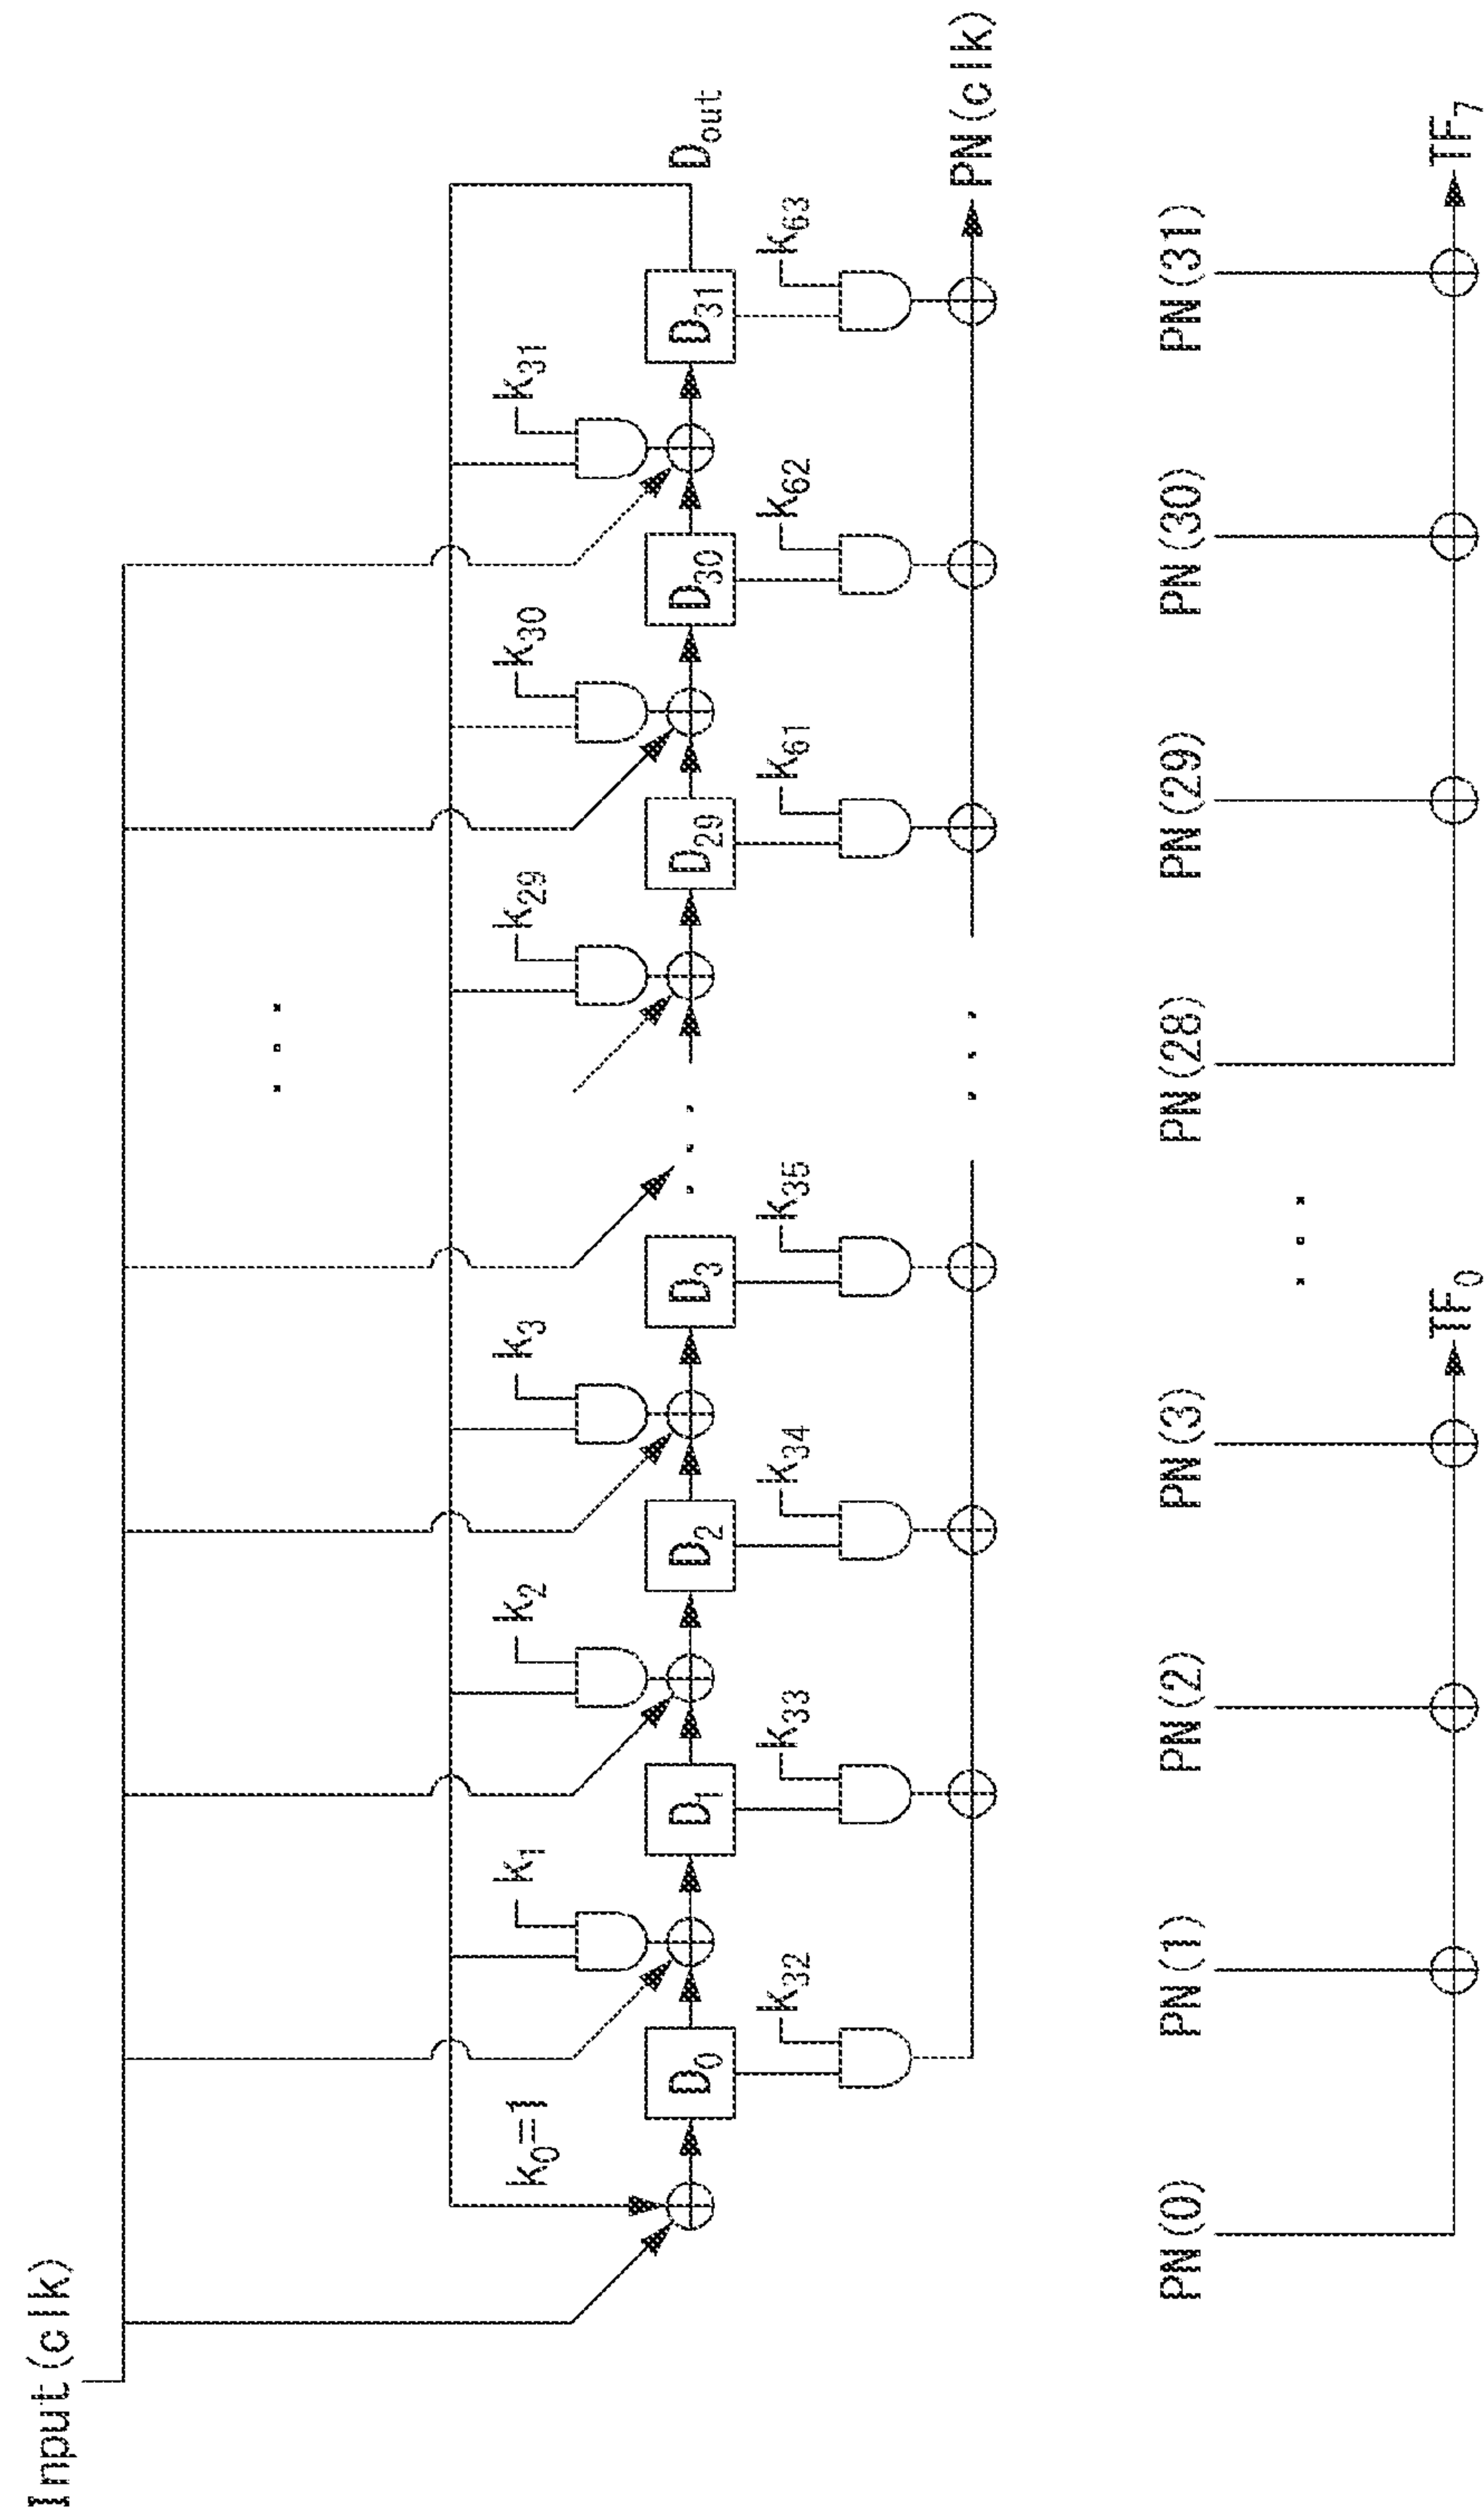 Input(clk)
k0=1
k1
k2
k3
k29
k30
k31
D0
D1
D2
D3
D29
D30
D31
Dout
k32
k33
k34
k35
k61
k62
k63
PN(clk)
PN(0)
PN(1)
PN(2)
PN(3)
PN(28)
PN(29)
PN(30)
PN(31)
TF0
TF7